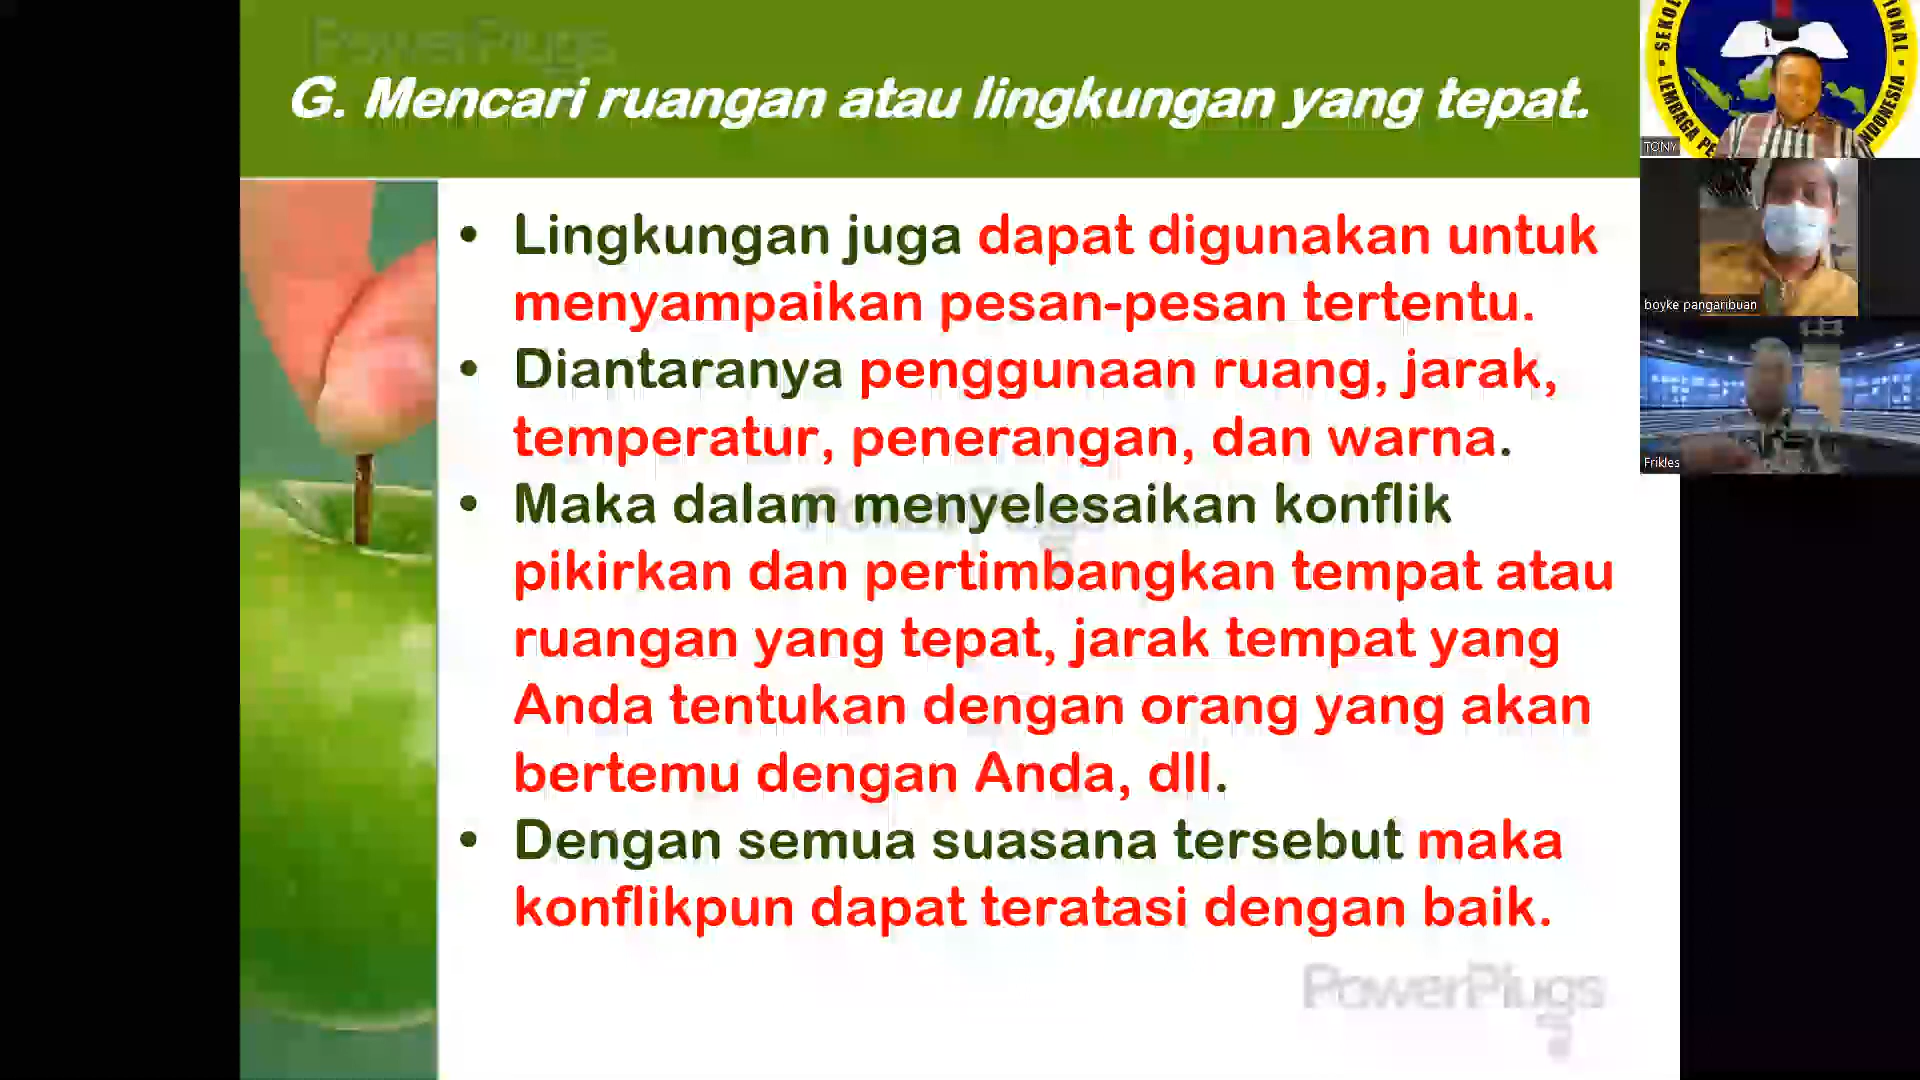 PowerPlugs
G. Mencari ruangan atau lingkungan yang tepat.
• Lingkungan juga dapat digunakan untuk
menyampaikan pesan-pesan tertentu.
• Diantaranya penggunaan ruang, jarak,
temperatur, penerangan, dan warna.
• Maka dalam menyelesaikan konflik
pikirkan dan pertimbangkan tempat atau
ruangan yang tepat, jarak tempat yang
Anda tentukan dengan orang yang akan
bertemu dengan Anda, dll.
• Dengan semua suasana tersebut maka
konflikpun dapat teratasi dengan baik.
PowerPlugs
LEMBAGA
TONY
boyke pangaribuan
Frikles